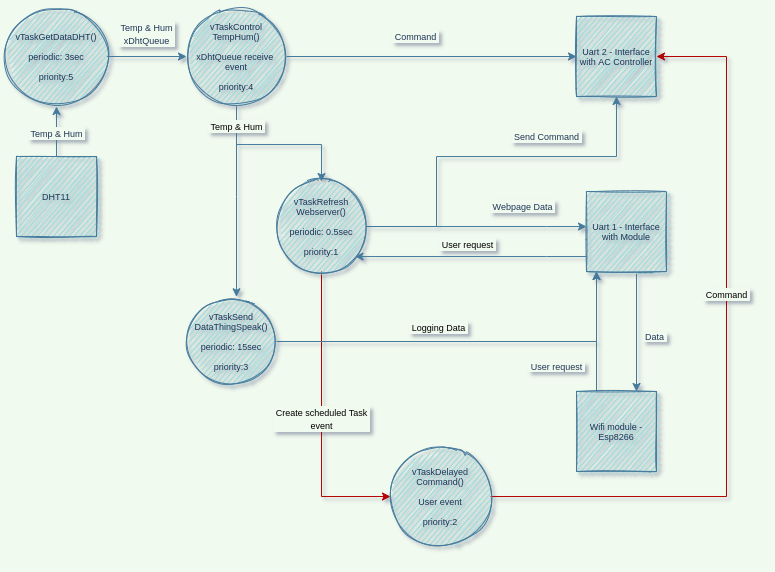 vTaskGetDataDHT()
periodic: 3sec
priority:5
Temp & Hum
xDhtQueue
vTaskControl
TempHum()
xDhtQueue receive
event
priority:4
Command
Uart 2 - Interface
with AC Controller
Temp & Hum
DHT11
Temp & Hum
Send Command
vTaskRefresh
Webserver()
periodic: 0.5sec
priority:1
Webpage Data
User request
Uart 1 - Interface
with Module
Command
vTaskSend
DataThingSpeak()
periodic: 15sec
priority:3
Logging Data
User request
Data
Create scheduled Task
event
Wifi module -
Esp8266
vTaskDelayed
Command()
User event
priority:2